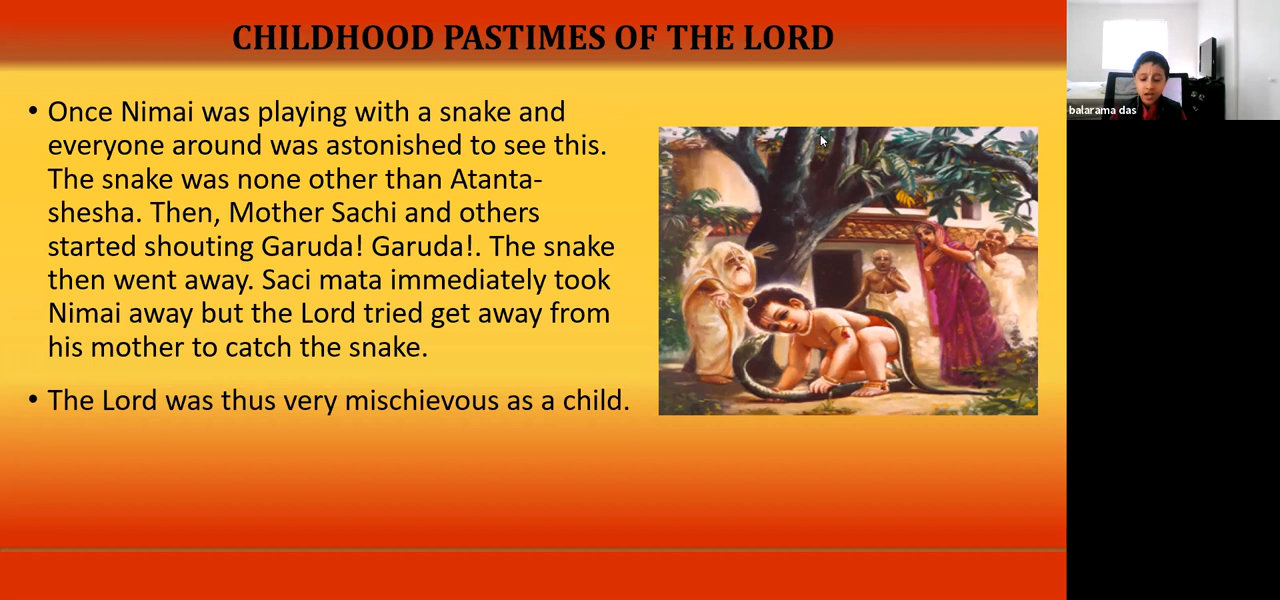 CHILDHOOD PASTIMES OF THE LORD
• Once Nimai was playing with a snake and
everyone around was astonished to see this.
The snake was none other than Atanta-
shesha. Then, Mother Sachi and others
started shouting Garuda! Garuda!. The snake
then went away. Saci mata immediately took
Nimai away but the Lord tried get away from
his mother to catch the snake.
• The Lord was thus very mischievous as a child.
balarama das